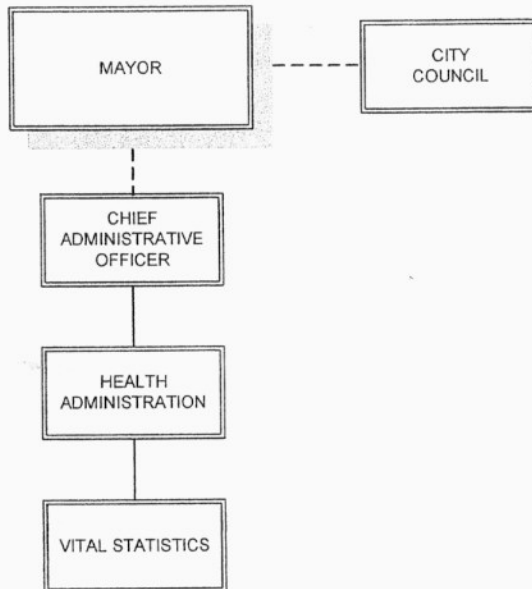 MAYOR
CITY
COUNCIL
CHIEF
ADMINISTRATIVE
OFFICER
HEALTH
ADMINISTRATION
VITAL STATISTICS